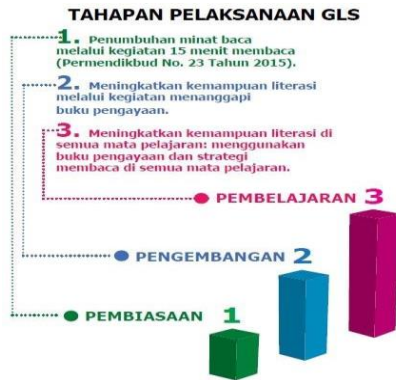 TAHAPAN PELAKSANAAN GLS
1. Penumbuhan minat baca
melalui kegiatan 15 menit membaca
(Permendikbud No. 23 Tahun 2015).
2. Meningkatkan kemampuan literasi
melalui kegiatan menanggapi
buku pengayaan.
3. Meningkatkan kemampuan literasi di
semua mata pelajaran: menggunakan
buku pengayaan dan strategi
membaca di semua mata pelajaran.
PEMBELAJARAN 3
PENGEMBANGAN 2
PEMBIASAAN 1